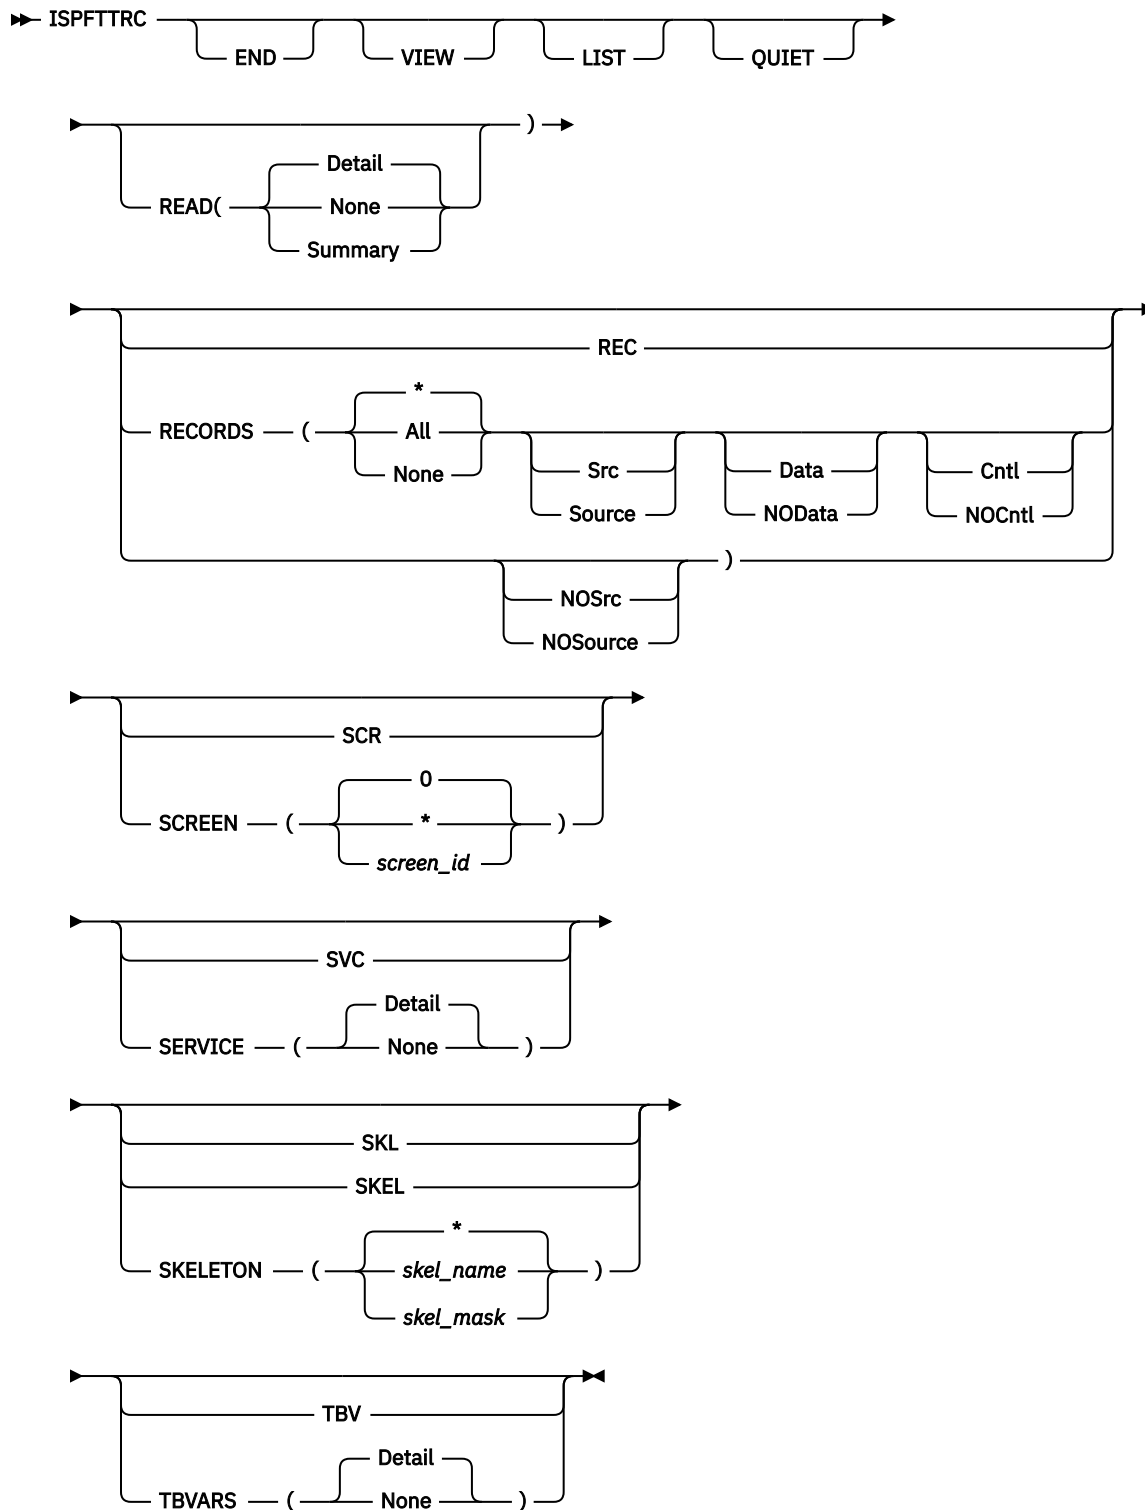 ISPFTTRC
END VIEW LIST QUIET
)
Detail
READ( None
Summary
REC
*
RECORDS ( All
None
Src Data Cntl
Source NOData NOCntl
)
NOSrc
NOSource
SCR
0
SCREEN ( * )
screen_id
SVC
Detail
SERVICE ( None )
SKL
SKEL
*
SKELETON ( skel_name )
skel_mask
TBV
Detail
TBVARS ( None )